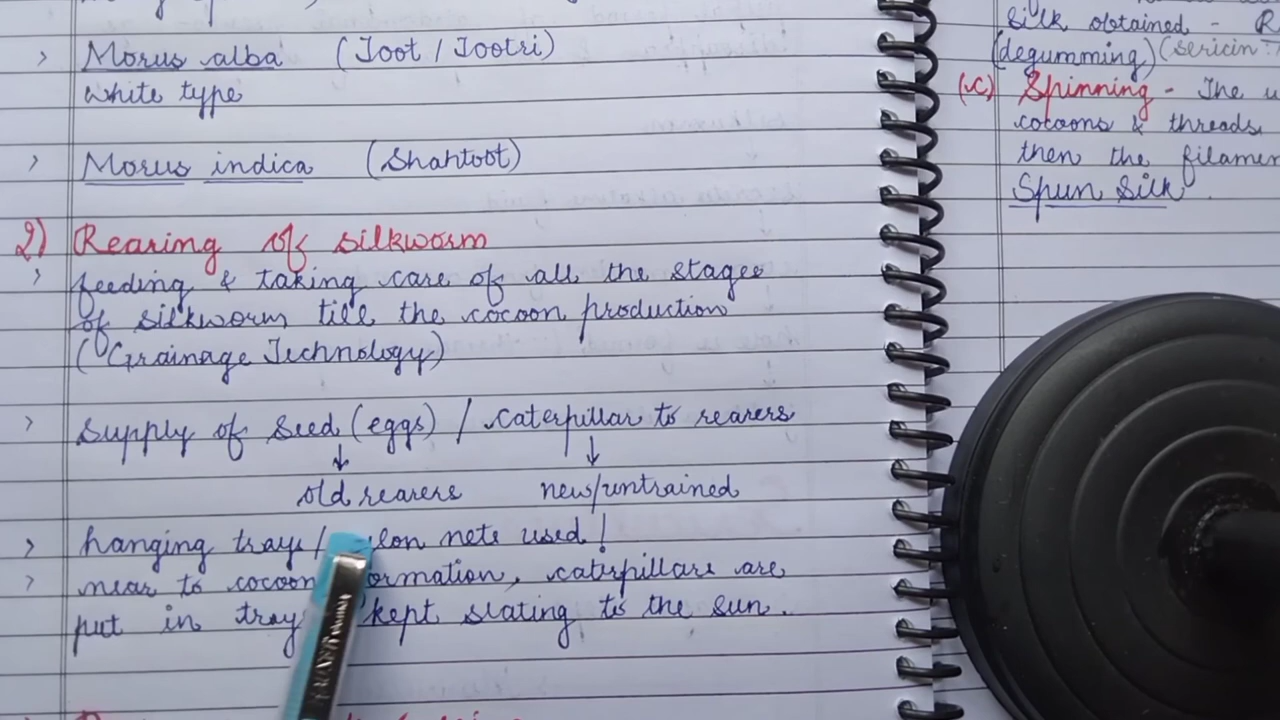 > Morus alba (Toot / Tootri)
white type
> Morus indica (Shahtoot)
2) Rearing of silkworm
> feeding & taking care of all the stages
of silkworm till the cocoon production
(Grainage Technology)
> supply of seed (eggs) / caterpillar to rearers
↓ ↓
old rearers new/untrained
> hanging trays / nets used!
> near to cocoon caterpillars are
put in kept slating to the sun.
silk obtained - R
(degumming) (sericin
(c) Spinning - The
cocoons & threads,
then the filamen
Spun Silk.